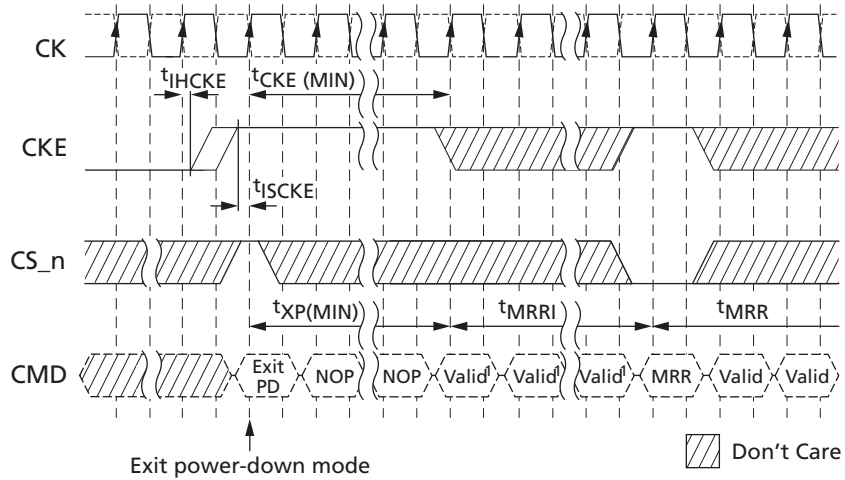 CK
tIHCKE
tCKE (MIN)
CKE
tISCKE
CS_n
tXP(MIN)
tMRRI
tMRR
CMD
Exit PD
NOP
NOP
Valid1
Valid1
Valid1
MRR
Valid
Valid
Exit power-down mode
Don't Care